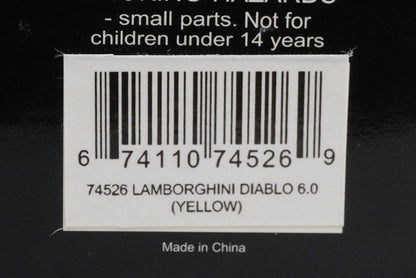 - small parts. Not for
children under 14 years
6 74110 74526 9
74526 LAMBORGHINI DIABLO 6.0
(YELLOW)
Made in China